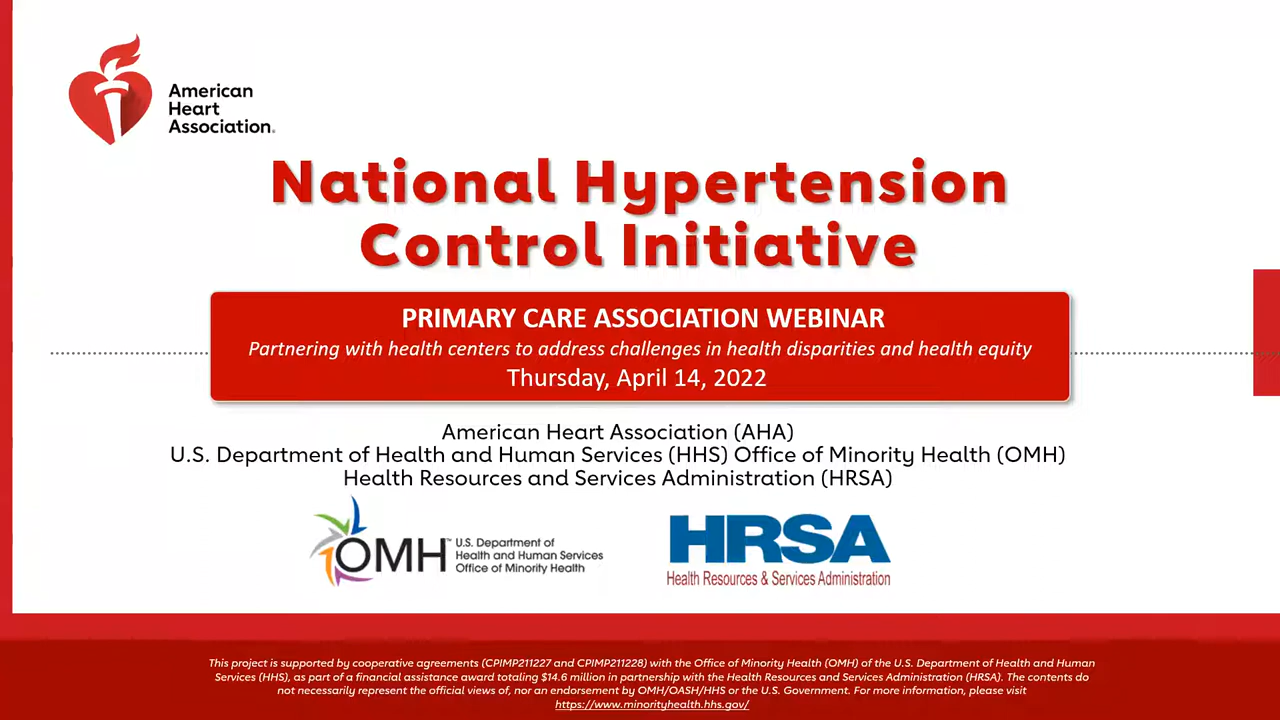 American
Heart
Association.
National Hypertension
Control Initiative
PRIMARY CARE ASSOCIATION WEBINAR
Partnering with health centers to address challenges in health disparities and health equity
Thursday, April 14, 2022
American Heart Association (AHA)
U.S. Department of Health and Human Services (HHS) Office of Minority Health (OMH)
Health Resources and Services Administration (HRSA)
OMH™
U.S. Department of
Health and Human Services
Office of Minority Health
HRSA
Health Resources & Services Administration
This project is supported by cooperative agreements (CPIMP211227 and CPIMP211228) with the Office of Minority Health (OMH) of the U.S. Department of Health and Human
Services (HHS), as part of a financial assistance award totaling $14.6 million in partnership with the Health Resources and Services Administration (HRSA). The contents do
not necessarily represent the official views of, nor an endorsement by OMH/OASH/HHS or the U.S. Government. For more information, please visit
https://www.minorityhealth.hhs.gov/